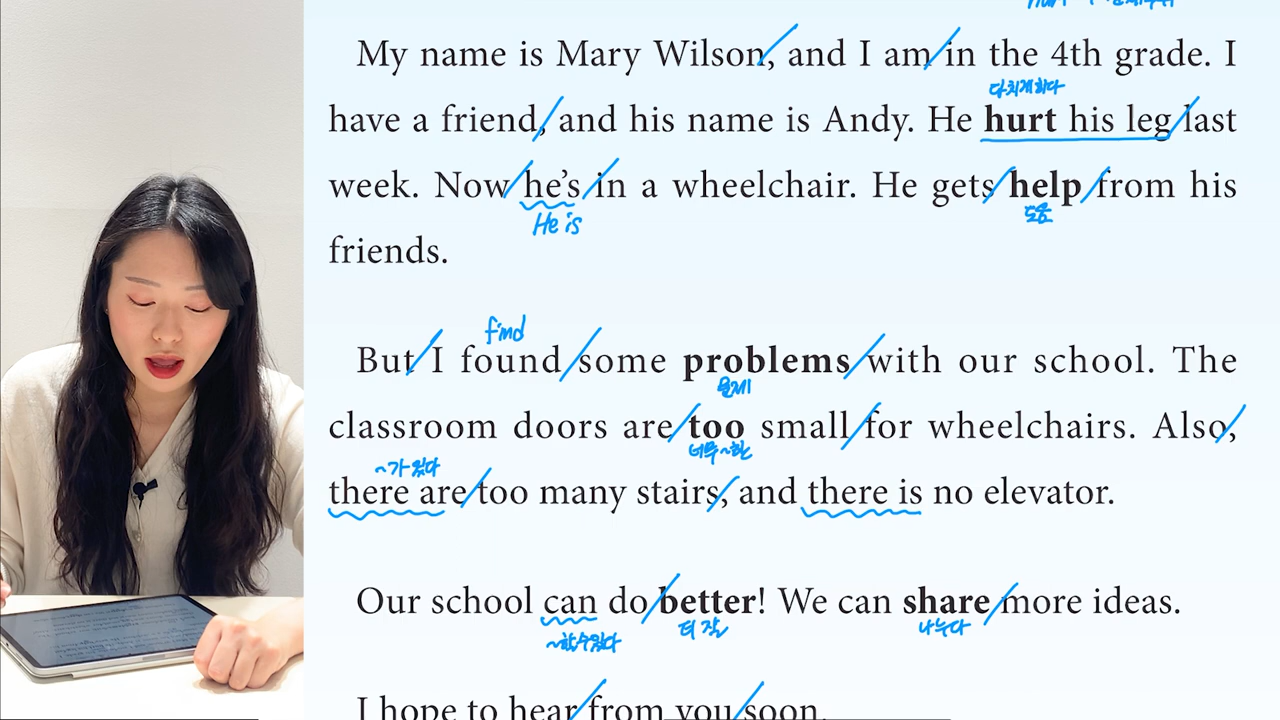 다치게하다
My name is Mary Wilson, and I am in the 4th grade. I
have a friend, and his name is Andy. He hurt his leg last
week. Now he's in a wheelchair. He gets help from his
He is
도움
friends.
find
But I found some problems with our school. The
문제
classroom doors are too small for wheelchairs. Also,
너무 ~한
~가 있다
there are too many stairs, and there is no elevator.
Our school can do better! We can share more ideas.
~할 수 있다
더 잘
나누다
I hope to hear from you soon.